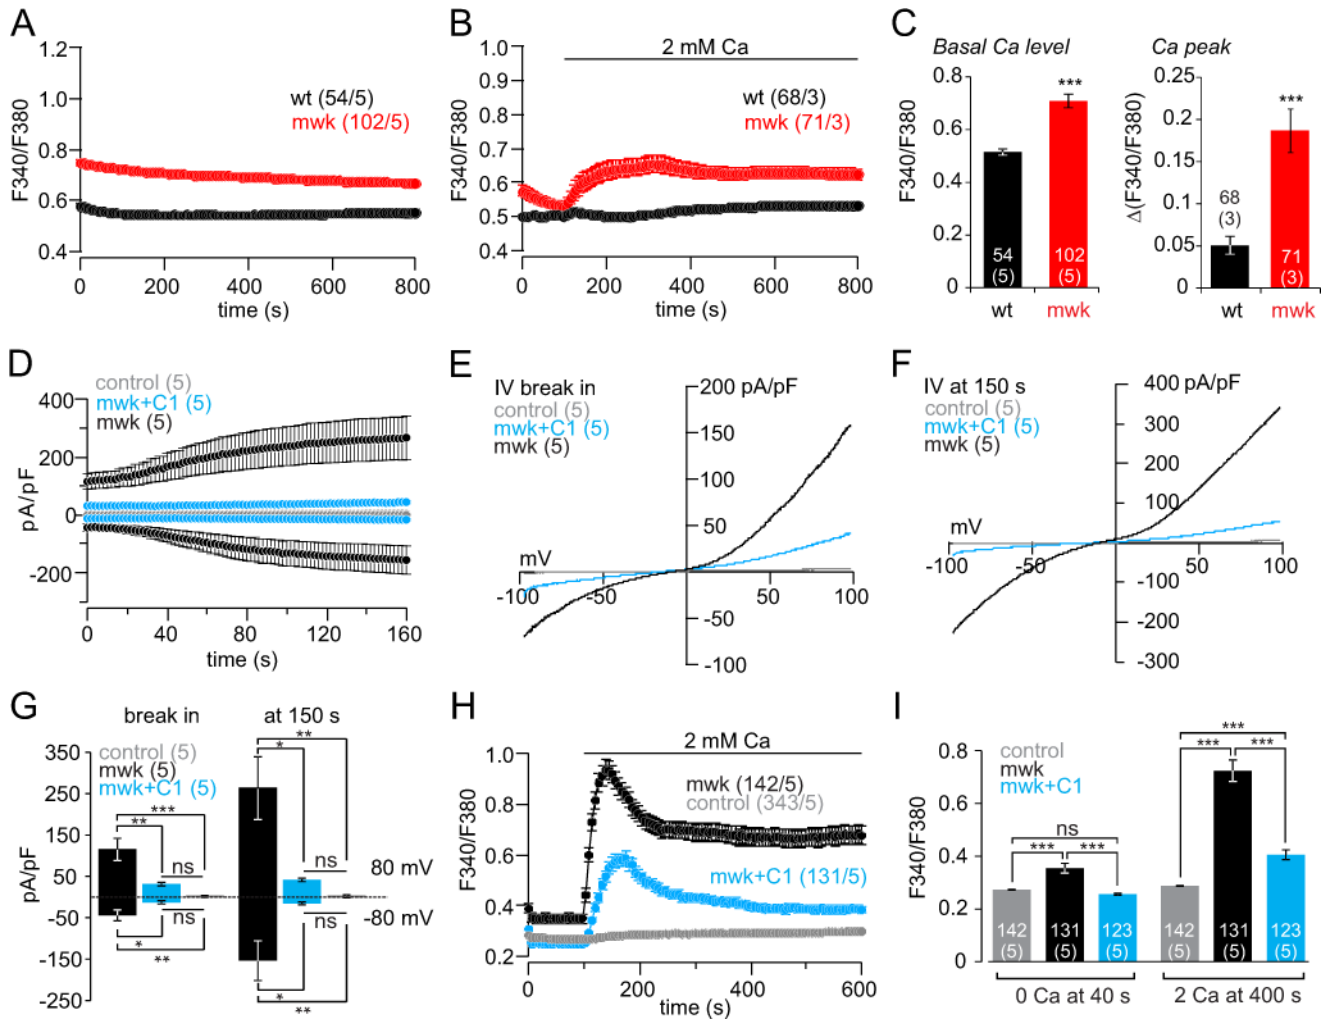 A
F340/F380
1.2
1.0
0.8
0.6
0.4
wt (54/5)
mwk (102/5)
0 200 400 600 800
time (s)
B
F340/F380
1.0
0.9
0.8
0.7
0.6
0.5
0.4
2 mM Ca
wt (68/3)
mwk (71/3)
0 200 400 600 800
time (s)
C
Basal Ca level
F340/F380
0.8
0.6
0.4
0.2
0
***
54 102
(5) (5)
wt mwk
Ca peak
Δ(F340/F380)
0.25
0.20
0.15
0.10
0.05
0
***
68
(3)
71
(3)
wt mwk
D
control (5)
mwk+C1 (5)
mwk (5)
pA/pF
400
200
0
-200
0 40 80 120 160
time (s)
E
IV break in
control (5)
mwk+C1 (5)
mwk (5)
200 pA/pF
150
100
50
mV
-100 -50 50 100
-50
-100
F
IV at 150 s
control (5)
mwk+C1 (5)
mwk (5)
400 pA/pF
300
200
100
mV
-100 -50 50 100
-100
-200
-300
G
break in at 150 s
control (5)
mwk (5)
mwk+C1 (5)
pA/pF
350
250
150
50
-50
-150
-250
***
**
ns
ns
*
**
**
*
ns
ns
*
**
80 mV
-80 mV
H
F340/F380
1.0
0.8
0.6
0.4
0.2
2 mM Ca
mwk (142/5)
control (343/5)
mwk+C1 (131/5)
0 200 400 600
time (s)
I
F340/F380
0.8
0.6
0.4
0.2
0
control
mwk
mwk+C1
ns
*** ***
***
*** ***
142 131 123 142 131 123
(5) (5) (5) (5) (5) (5)
0 Ca at 40 s 2 Ca at 400 s